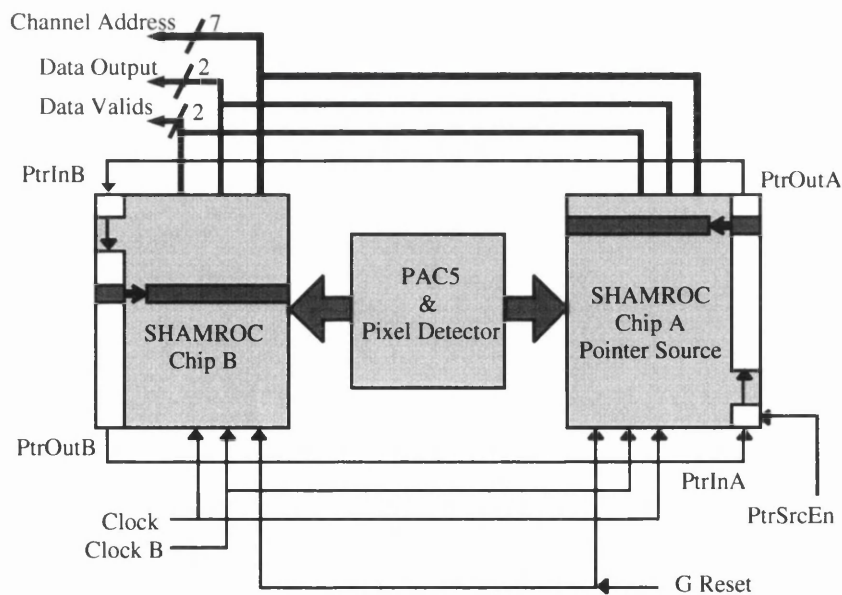 Channel Address
7
Data Output
2
Data Valids
2
PtrInB
PtrOutA
PAC5
&
Pixel Detector
SHAMROC
Chip B
SHAMROC
Chip A
Pointer Source
PtrOutB
PtrInA
PtrSrcEn
Clock
Clock B
G Reset